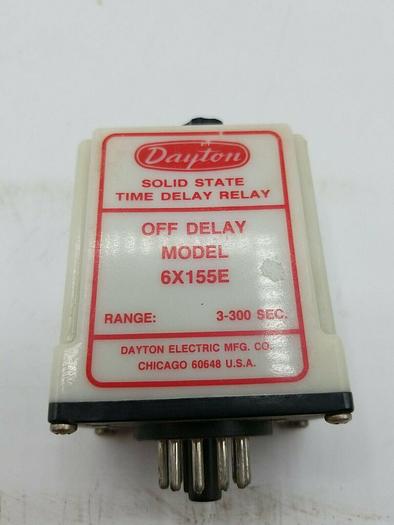 Dayton
SOLID STATE
TIME DELAY RELAY
OFF DELAY
MODEL
6X155E
RANGE: 3-300 SEC.
DAYTON ELECTRIC MFG. CO.
CHICAGO 60648 U.S.A.